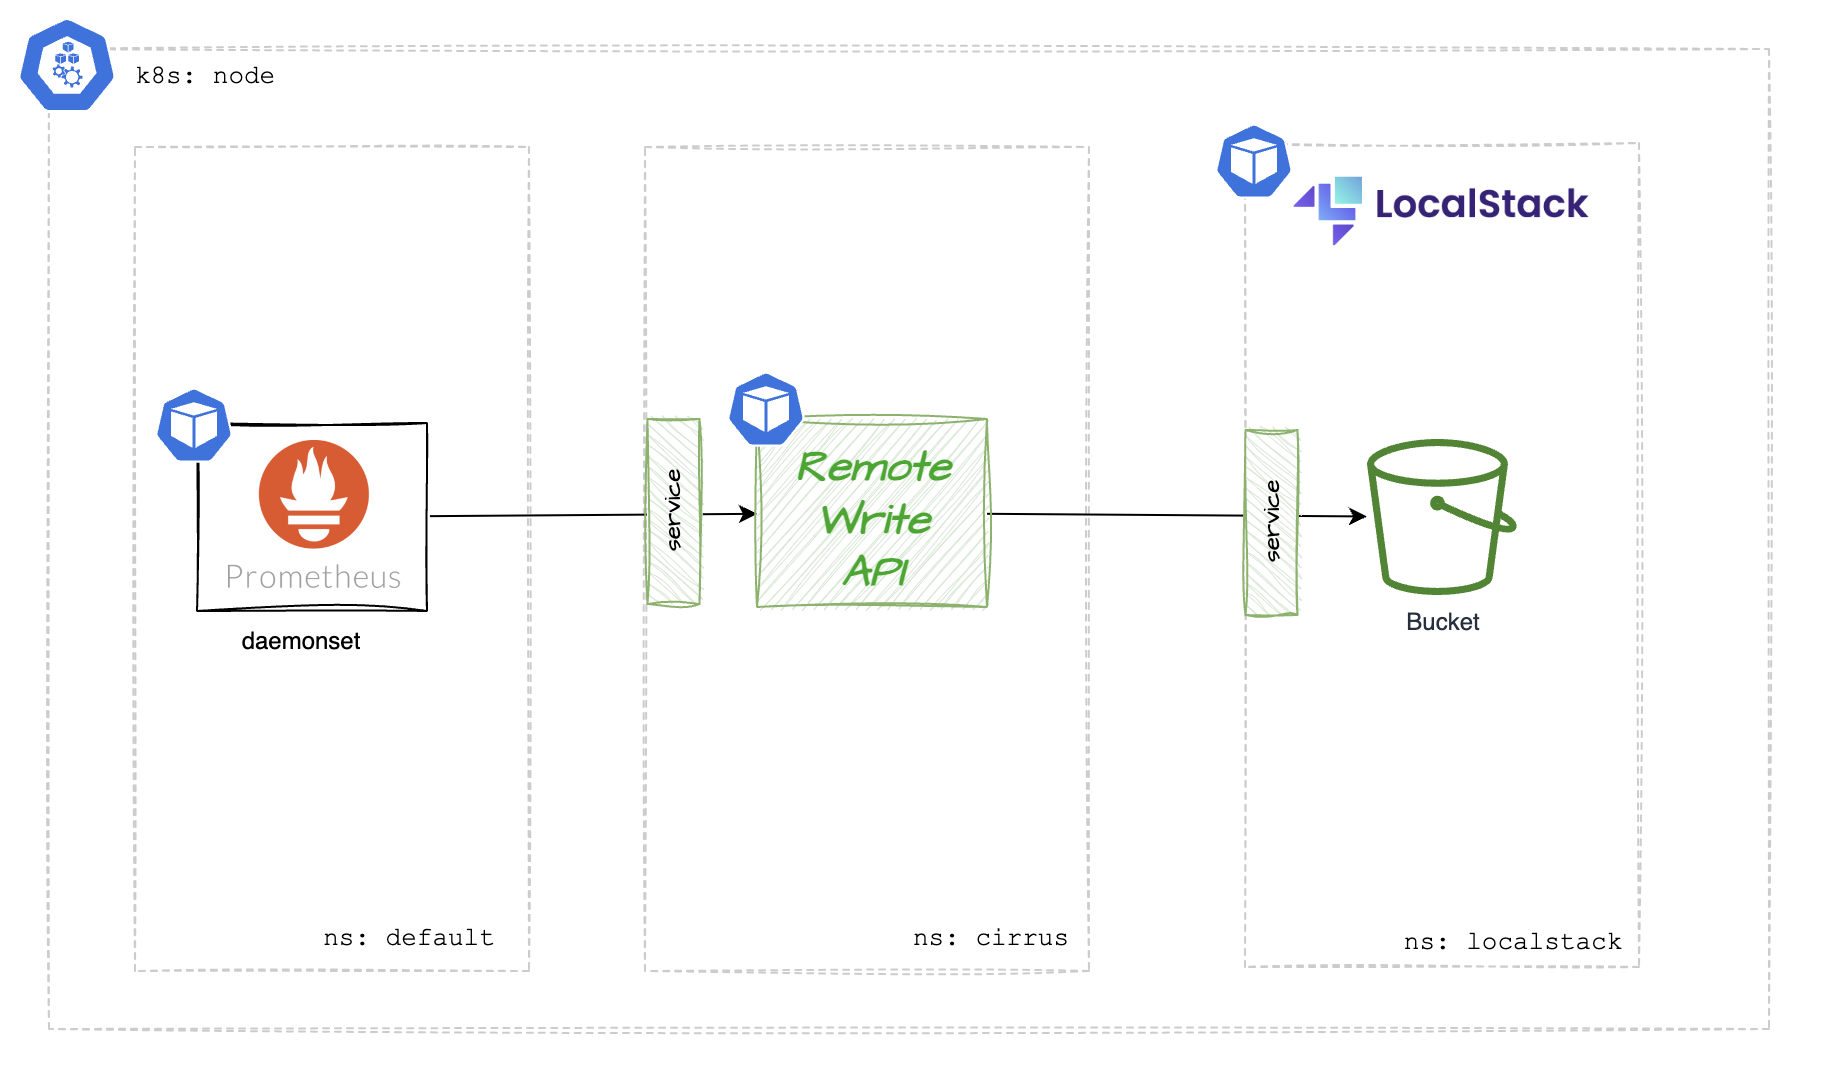 k8s: node
LocalStack
Prometheus
daemonset
service
Remote
Write
API
service
Bucket
ns: default
ns: cirrus
ns: localstack